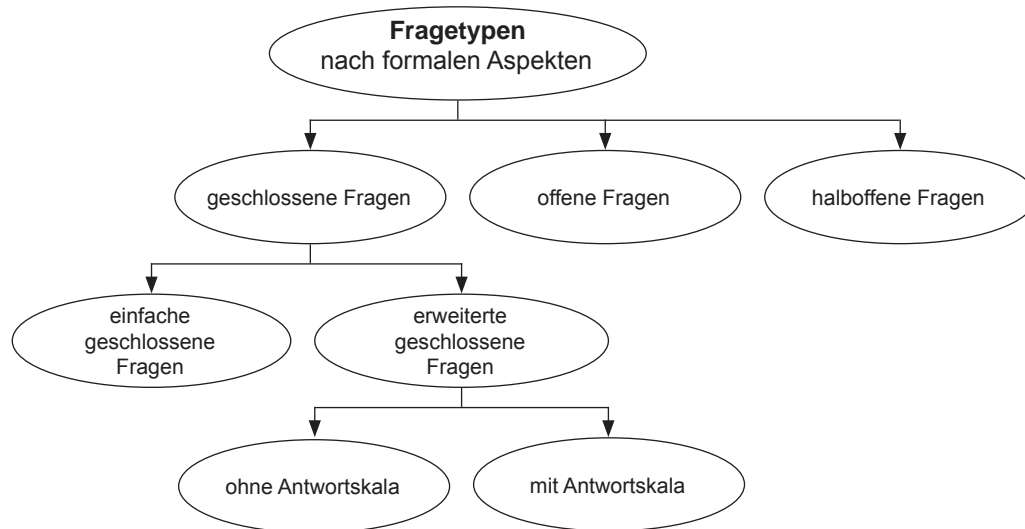 Fragetypen
nach formalen Aspekten
geschlossene Fragen
offene Fragen
halboffene Fragen
einfache
geschlossene
Fragen
erweiterte
geschlossene
Fragen
ohne Antwortskala
mit Antwortskala